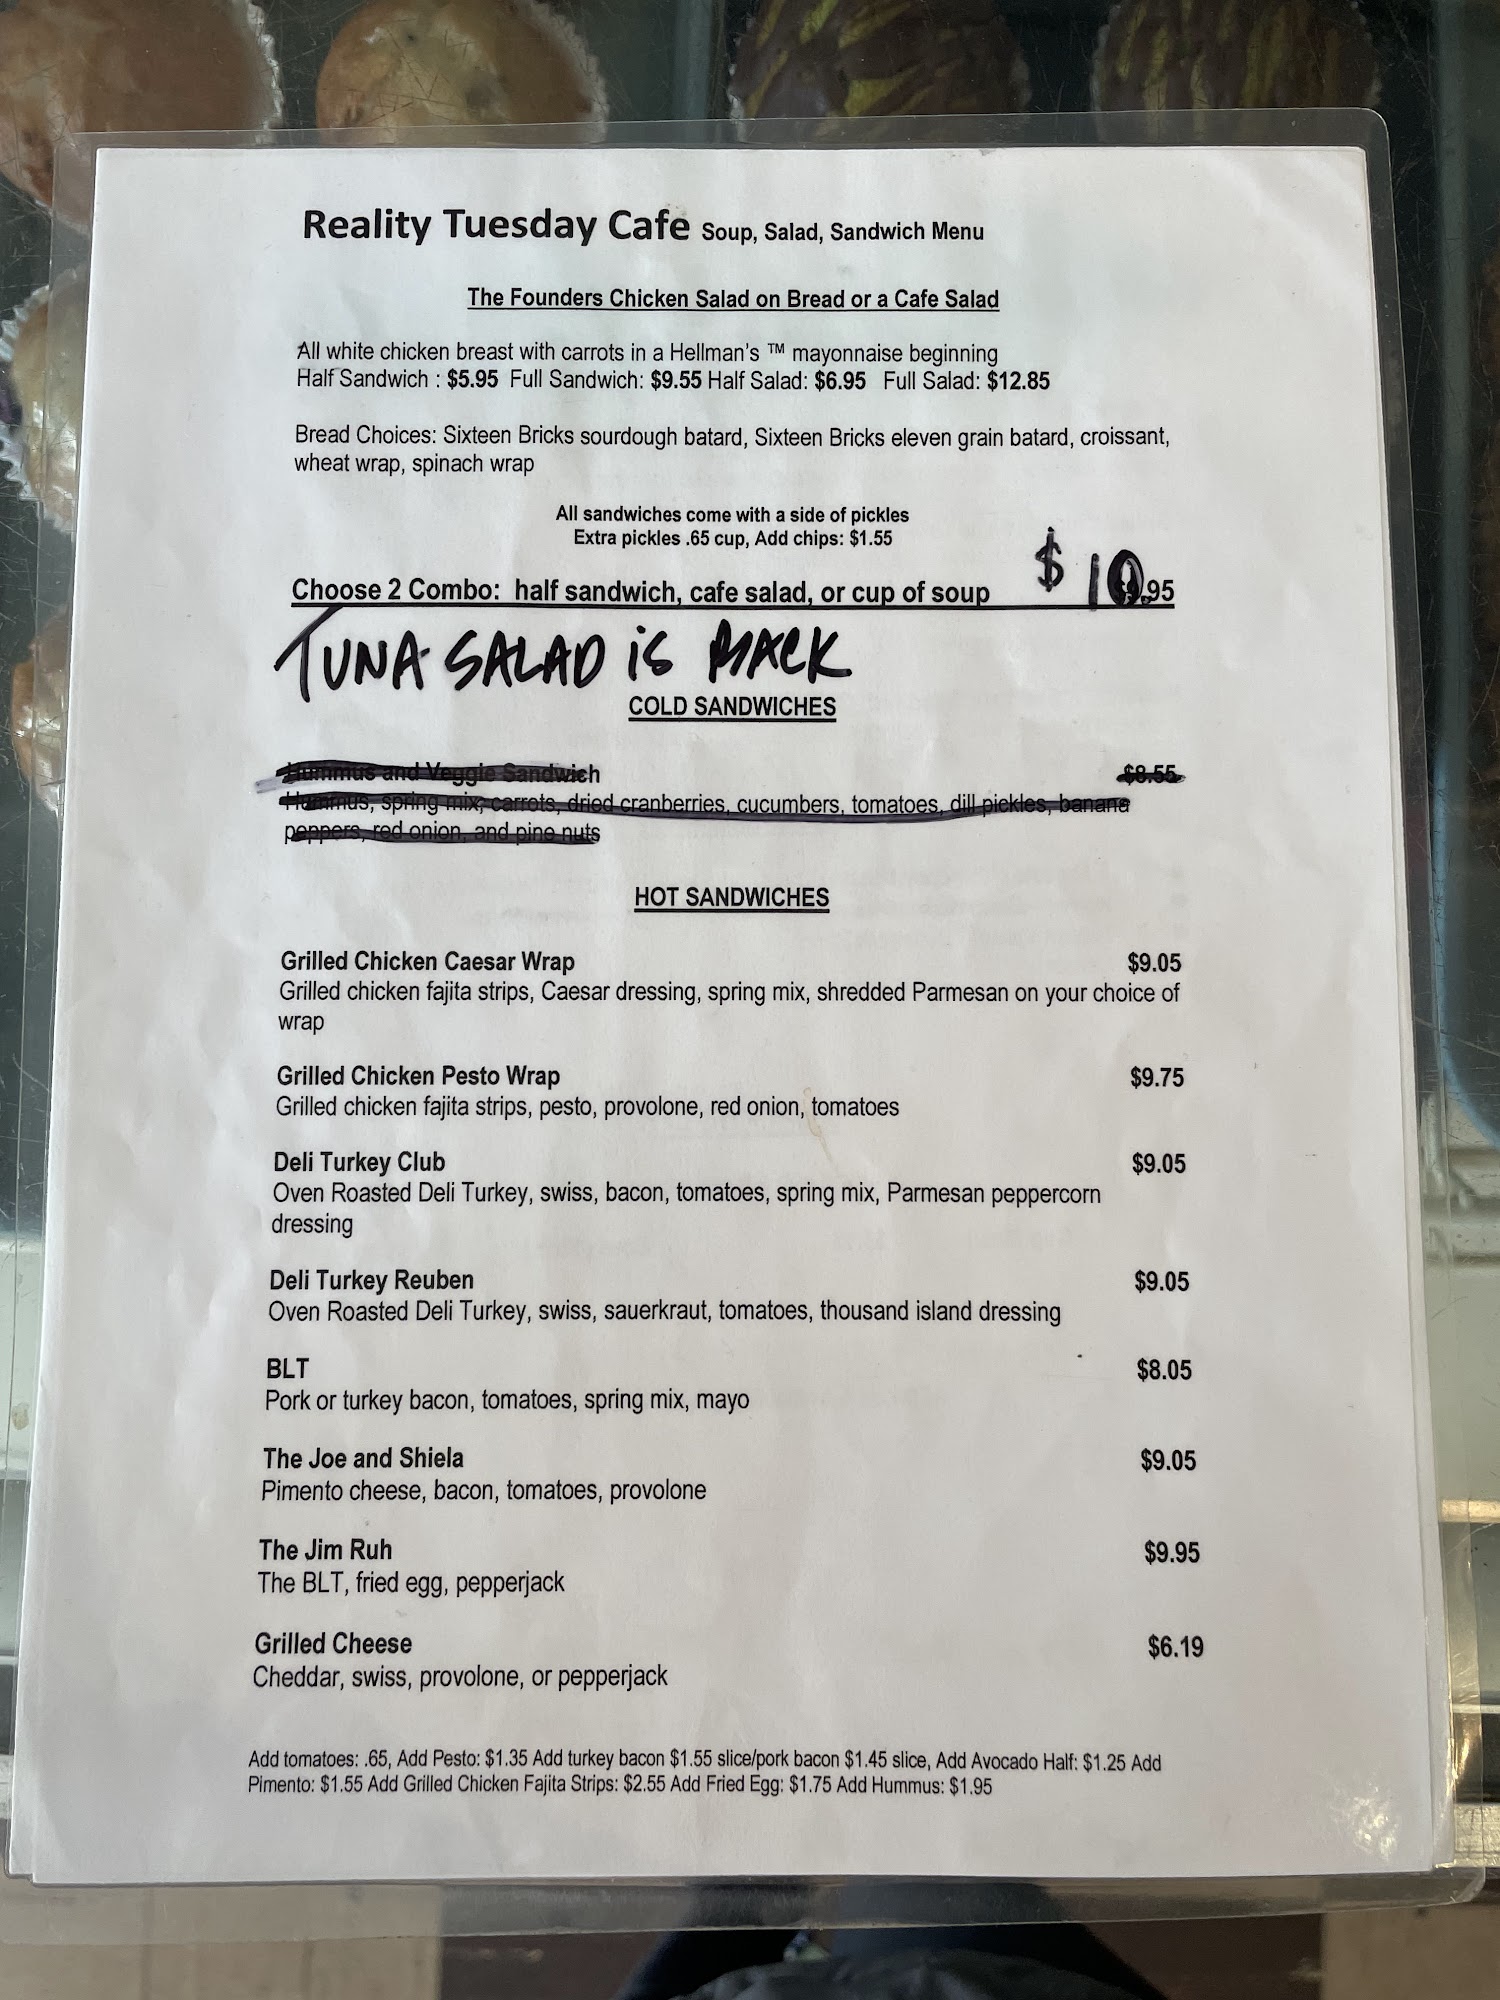 Reality Tuesday Cafe Soup, Salad, Sandwich Menu
The Founders Chicken Salad on Bread or a Cafe Salad
All white chicken breast with carrots in a Hellman's ™ mayonnaise beginning
Half Sandwich : $5.95 Full Sandwich: $9.55 Half Salad: $6.95 Full Salad: $12.85
Bread Choices: Sixteen Bricks sourdough batard, Sixteen Bricks eleven grain batard, croissant,
wheat wrap, spinach wrap
All sandwiches come with a side of pickles
Extra pickles .65 cup, Add chips: $1.55
Choose 2 Combo: half sandwich, cafe salad, or cup of soup $10.95
TUNA SALAD is BACK
COLD SANDWICHES
Hummus and Veggie Sandwich $8.55
Hummus, spring mix, carrots, dried cranberries, cucumbers, tomatoes, dill pickles, banana
peppers, red onion, and pine nuts
HOT SANDWICHES
Grilled Chicken Caesar Wrap $9.05
Grilled chicken fajita strips, Caesar dressing, spring mix, shredded Parmesan on your choice of
wrap
Grilled Chicken Pesto Wrap $9.75
Grilled chicken fajita strips, pesto, provolone, red onion, tomatoes
Deli Turkey Club $9.05
Oven Roasted Deli Turkey, swiss, bacon, tomatoes, spring mix, Parmesan peppercorn
dressing
Deli Turkey Reuben $9.05
Oven Roasted Deli Turkey, swiss, sauerkraut, tomatoes, thousand island dressing
BLT $8.05
Pork or turkey bacon, tomatoes, spring mix, mayo
The Joe and Shiela $9.05
Pimento cheese, bacon, tomatoes, provolone
The Jim Ruh $9.95
The BLT, fried egg, pepperjack
Grilled Cheese $6.19
Cheddar, swiss, provolone, or pepperjack
Add tomatoes: .65, Add Pesto: $1.35 Add turkey bacon $1.55 slice/pork bacon $1.45 slice, Add Avocado Half: $1.25 Add
Pimento: $1.55 Add Grilled Chicken Fajita Strips: $2.55 Add Fried Egg: $1.75 Add Hummus: $1.95